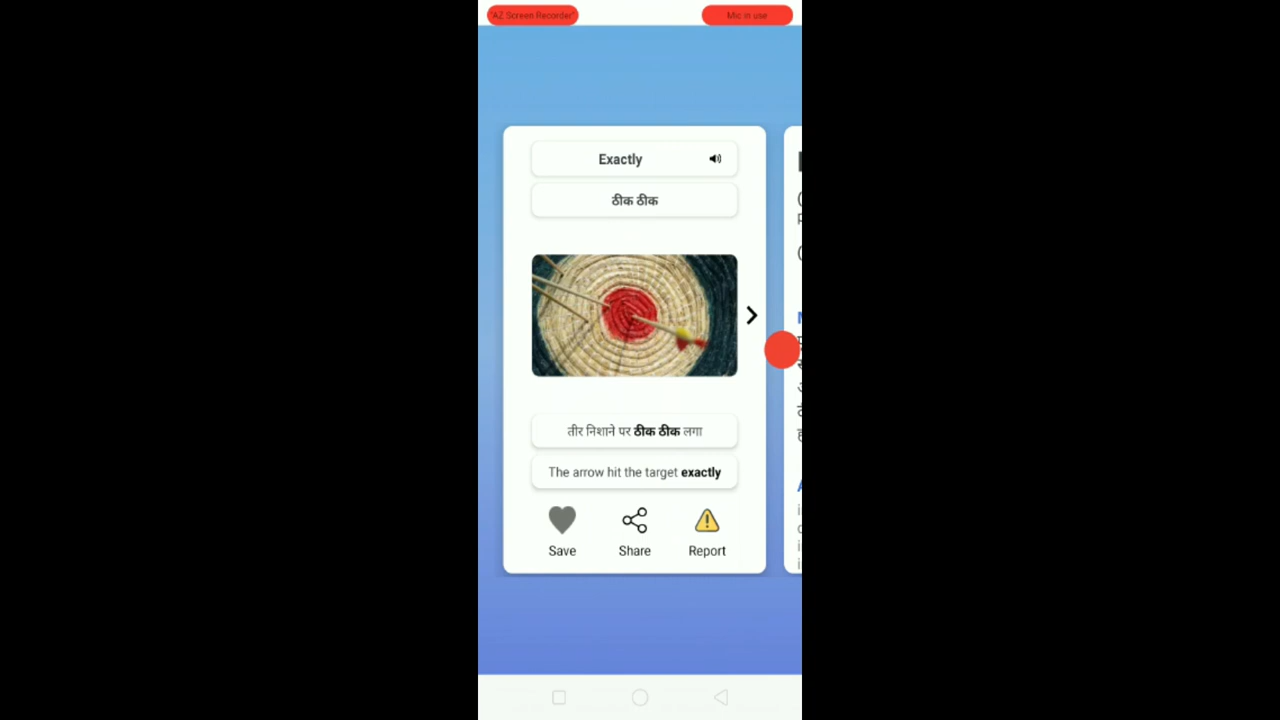 "AZ Screen Recorder"
Mic in use
Exactly
ठीक ठीक
तीर निशाने पर ठीक ठीक लगा
The arrow hit the target exactly
Save
Share
Report